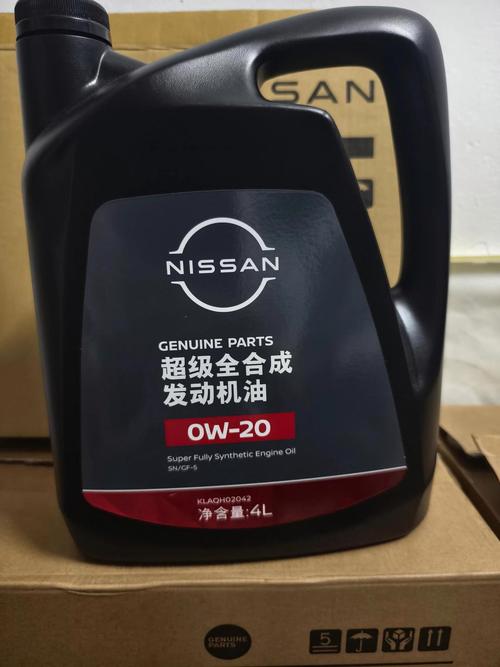 SSAN
NISSAN
GENUINE PARTS
超级全合成
发动机油
0W-20
Super Fully Synthetic Engine Oil
SN/GF-5
KLAQH02042
净含量:4L
GENUINE
PARTS
5